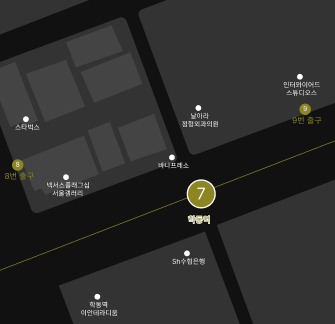 인터와이어드
스튜디오스
9
9번 출구
날아라
정형외과의원
스타벅스
바나프레소
8
8번 출구
넥서스플래그십
서울갤러리
7
학동역
Sh수협은행
학동역
이안테라디움